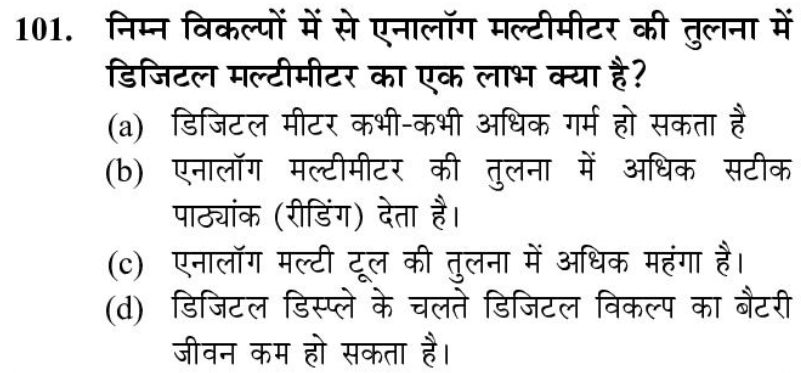 101. निम्न विकल्पों में से एनालॉग मल्टीमीटर की तुलना में
डिजिटल मल्टीमीटर का एक लाभ क्या है?
(a) डिजिटल मीटर कभी-कभी अधिक गर्म हो सकता है
(b) एनालॉग मल्टीमीटर की तुलना में अधिक सटीक
पाठ्यांक (रीडिंग) देता है।
(c) एनालॉग मल्टी टूल की तुलना में अधिक महंगा है।
(d) डिजिटल डिस्प्ले के चलते डिजिटल विकल्प का बैटरी
जीवन कम हो सकता है।